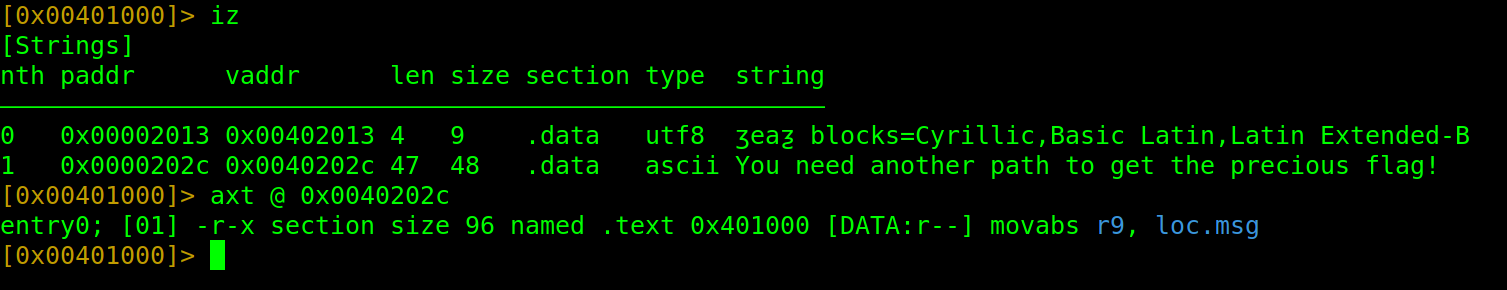 [0x00401000]> iz
[Strings]
nth paddr      vaddr      len size section type  string
0   0x00002013 0x00402013 4   9    .data   utf8  ӡeaƺ blocks=Cyrillic,Basic Latin,Latin Extended-B
1   0x0000202c 0x0040202c 47  48   .data   ascii You need another path to get the precious flag!
[0x00401000]> axt @ 0x0040202c
entry0; [01] -r-x section size 96 named .text 0x401000 [DATA:r--] movabs r9, loc.msg
[0x00401000]>